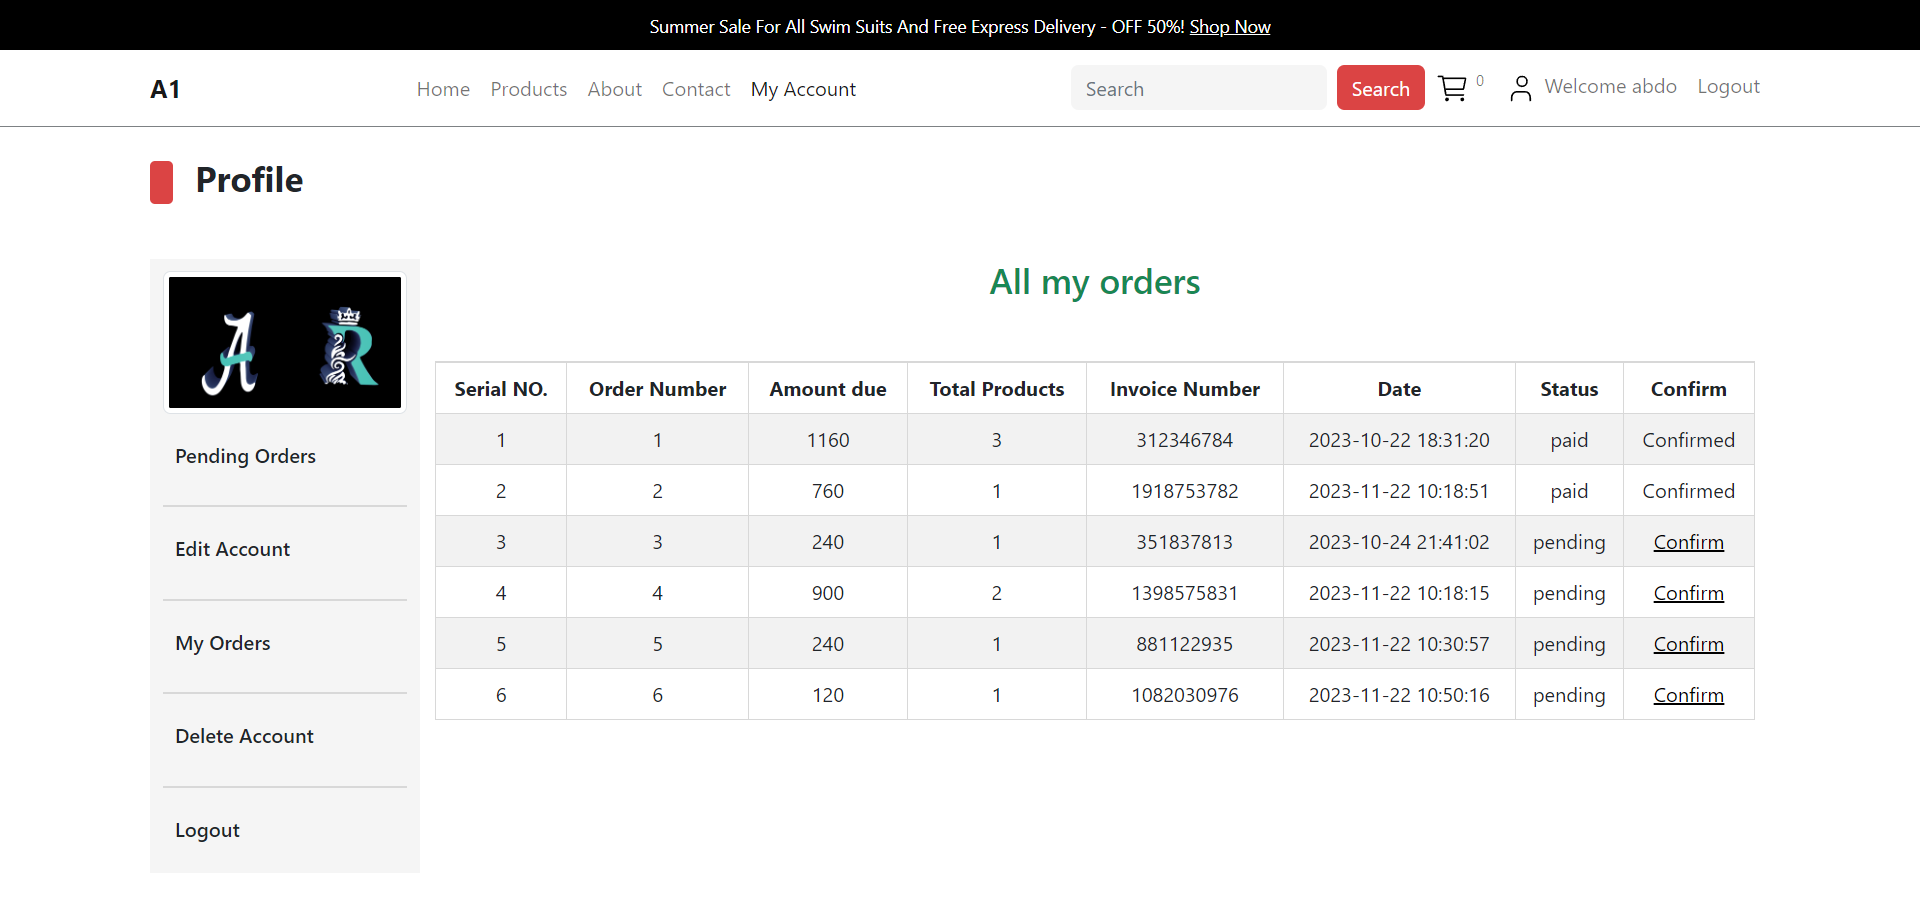 Summer Sale For All Swim Suits And Free Express Delivery - OFF 50%! Shop Now
A1 Home Products About Contact My Account Search Search 0 Welcome abdo Logout
Profile
A R
Pending Orders
Edit Account
My Orders
Delete Account
Logout
All my orders
Serial NO. Order Number Amount due Total Products Invoice Number Date Status Confirm
1 1 1160 3 312346784 2023-10-22 18:31:20 paid Confirmed
2 2 760 1 1918753782 2023-11-22 10:18:51 paid Confirmed
3 3 240 1 351837813 2023-10-24 21:41:02 pending Confirm
4 4 900 2 1398575831 2023-11-22 10:18:15 pending Confirm
5 5 240 1 881122935 2023-11-22 10:30:57 pending Confirm
6 6 120 1 1082030976 2023-11-22 10:50:16 pending Confirm